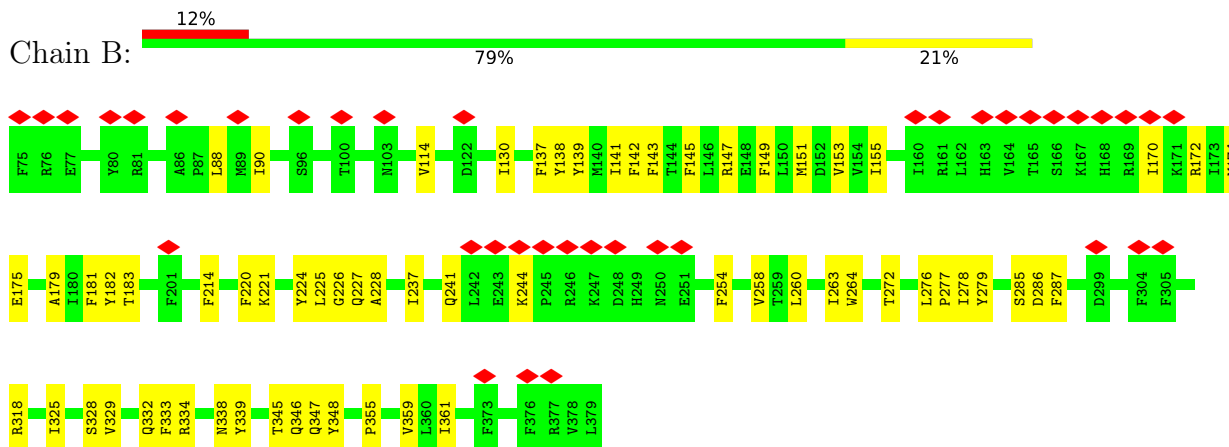 12%
Chain B:
79% 21%
F75 R76 E77 Y80 R81 A86 P87 L88 M89 I90 S96 T100 N103 V114 D122 I130 F137 Y138 Y139 M140 I141 F142 F143 T144 F145 L146 R147 E148 F149 L150 M151 D152 V153 V154 I155 I160 R161 L162 H163 V164 T165 S166 K167 H168 R169 I170 K171 R172 I173
E175 A179 I180 F181 Y182 T183 F201 F214 F220 K221 Y224 L225 G226 Q227 A228 I237 Q241 L242 E243 K244 P245 R246 K247 D248 H249 N250 E251 F254 V258 T259 L260 I263 W264 T272 L276 P277 I278 Y279 S285 D286 F287 D299 F304 F305
R318 I325 S328 V329 Q332 F333 R334 N338 Y339 T345 Q346 Q347 Y348 P355 V359 L360 I361 F373 F376 R377 V378 L379